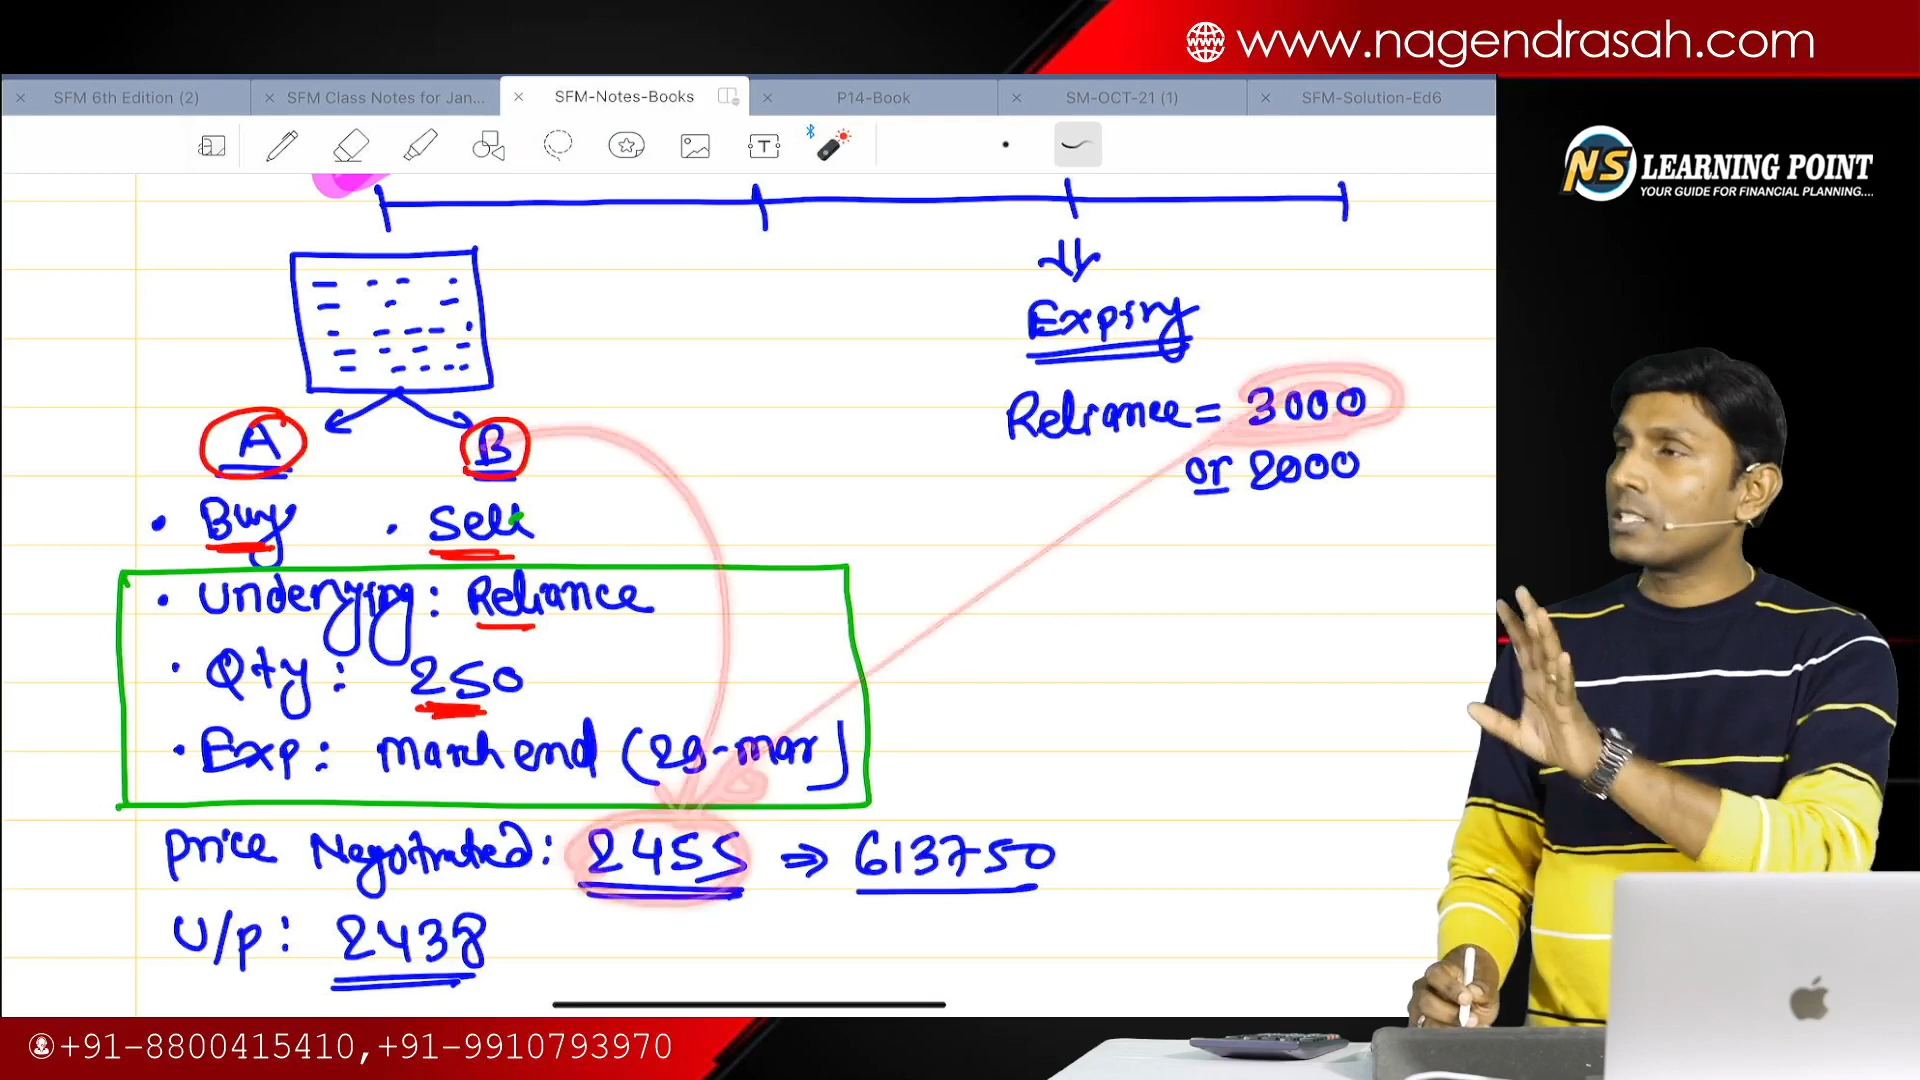 www.nagendrasah.com
SFM 6th Edition (2)
SFM Class Notes for Jan...
SFM-Notes-Books
P14-Book
SM-OCT-21 (1)
SFM-Solution-Ed6
NS LEARNING POINT
YOUR GUIDE FOR FINANCIAL PLANNING....
Expiry
Reliance = 3000
or 2000
A B
• Buy • Sell
• Underlying: Reliance
• Qty: 250
• Exp: March end (29-mar)
Price Negotiated: 2455 ⇒ 613750
U/p: 2438
+91-8800415410,+91-9910793970